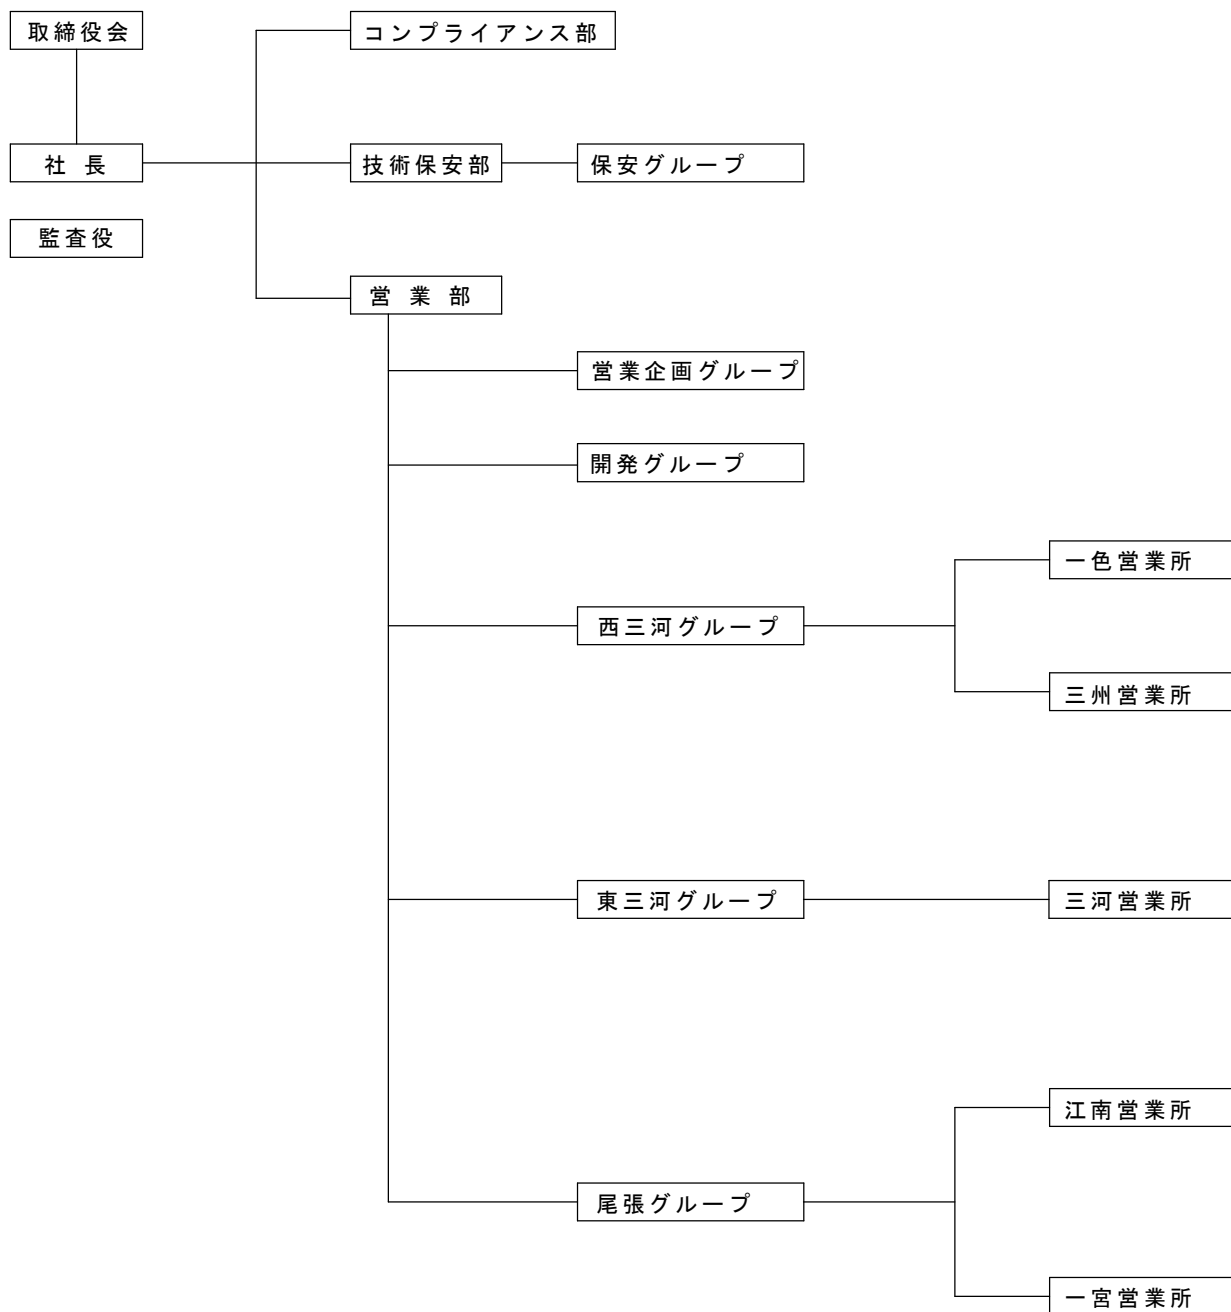 取締役会
コンプライアンス部
社長
技術保安部
保安グループ
監査役
営業部
営業企画グループ
開発グループ
一色営業所
西三河グループ
三州営業所
東三河グループ
三河営業所
江南営業所
尾張グループ
一宮営業所